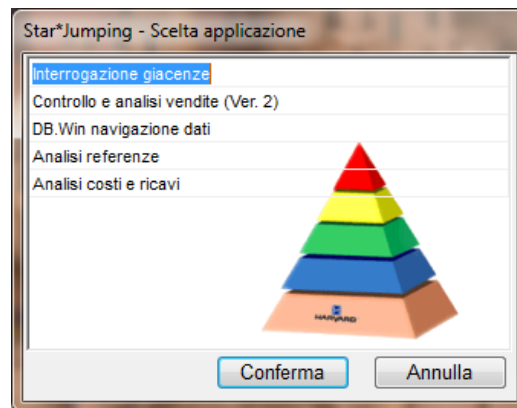 Star*Jumping - Scelta applicazione
Interrogazione giacenze
Controllo e analisi vendite (Ver. 2)
DB.Win navigazione dati
Analisi referenze
Analisi costi e ricavi
HARVARD
Conferma
Annulla